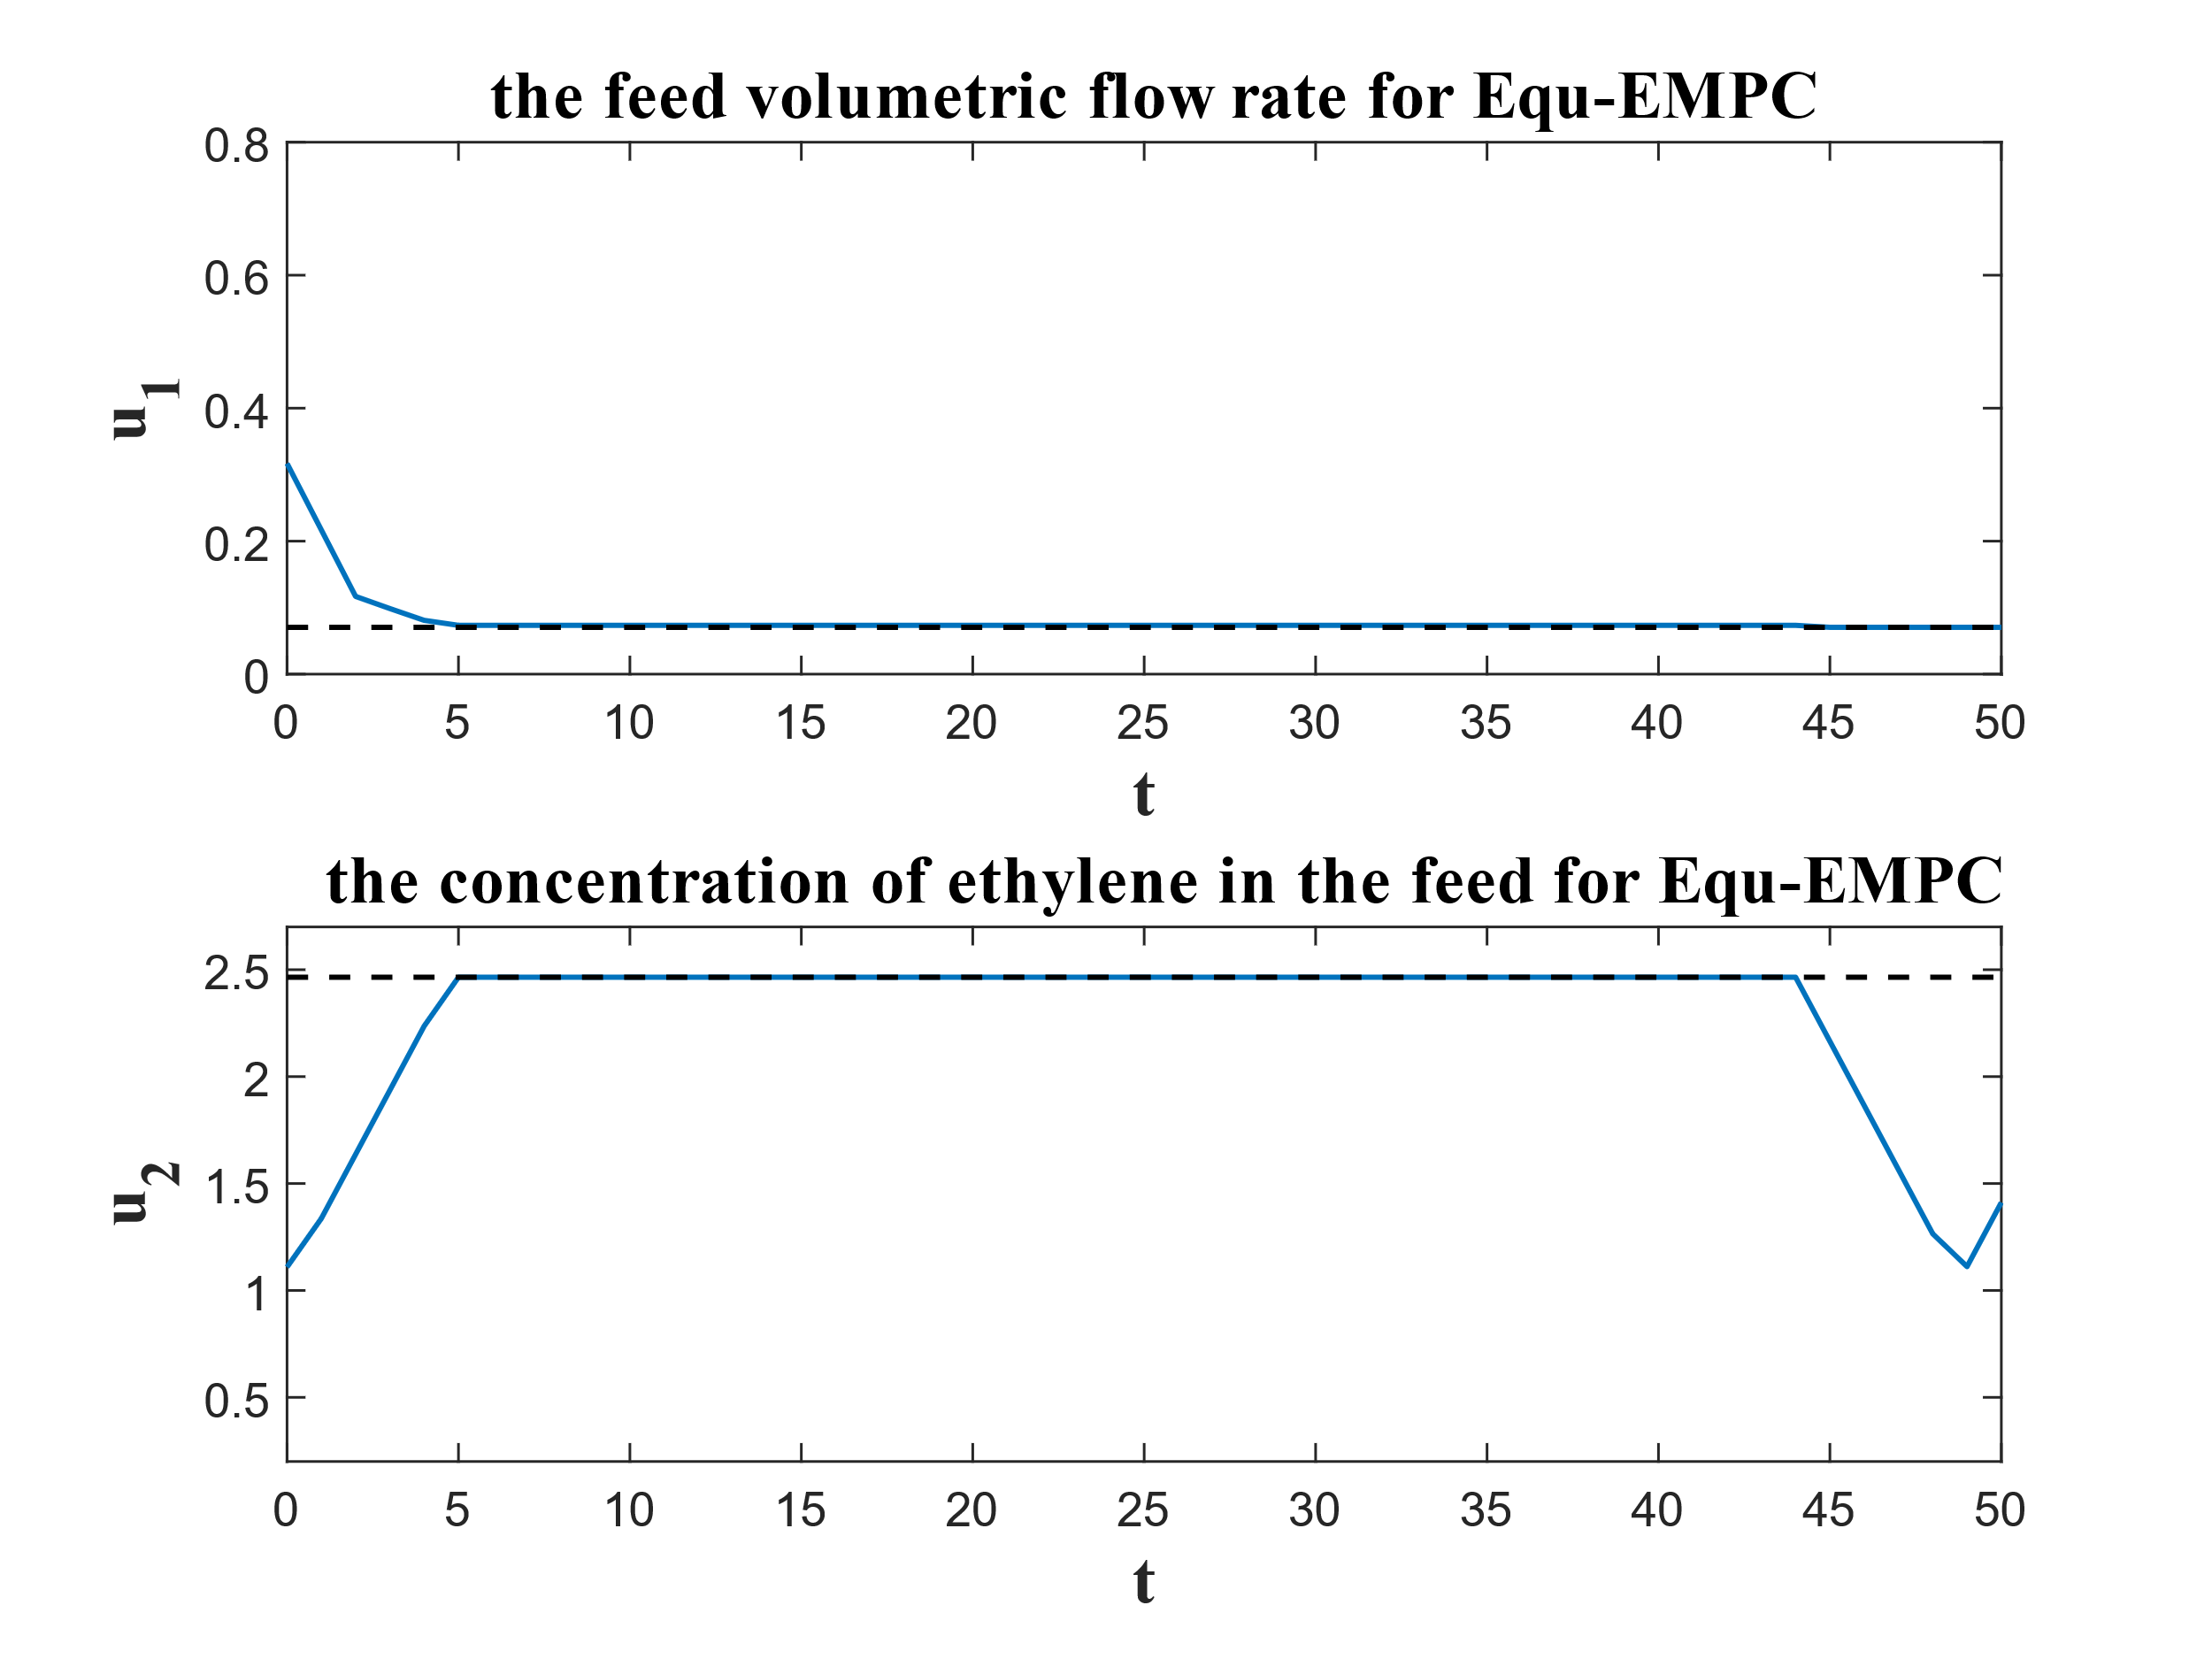 the feed volumetric flow rate for Equ-EMPC
0.8
0.6
0.4
0.2
0
u1
0 5 10 15 20 25 30 35 40 45 50
t
the concentration of ethylene in the feed for Equ-EMPC
2.5
2
1.5
1
0.5
u2
0 5 10 15 20 25 30 35 40 45 50
t